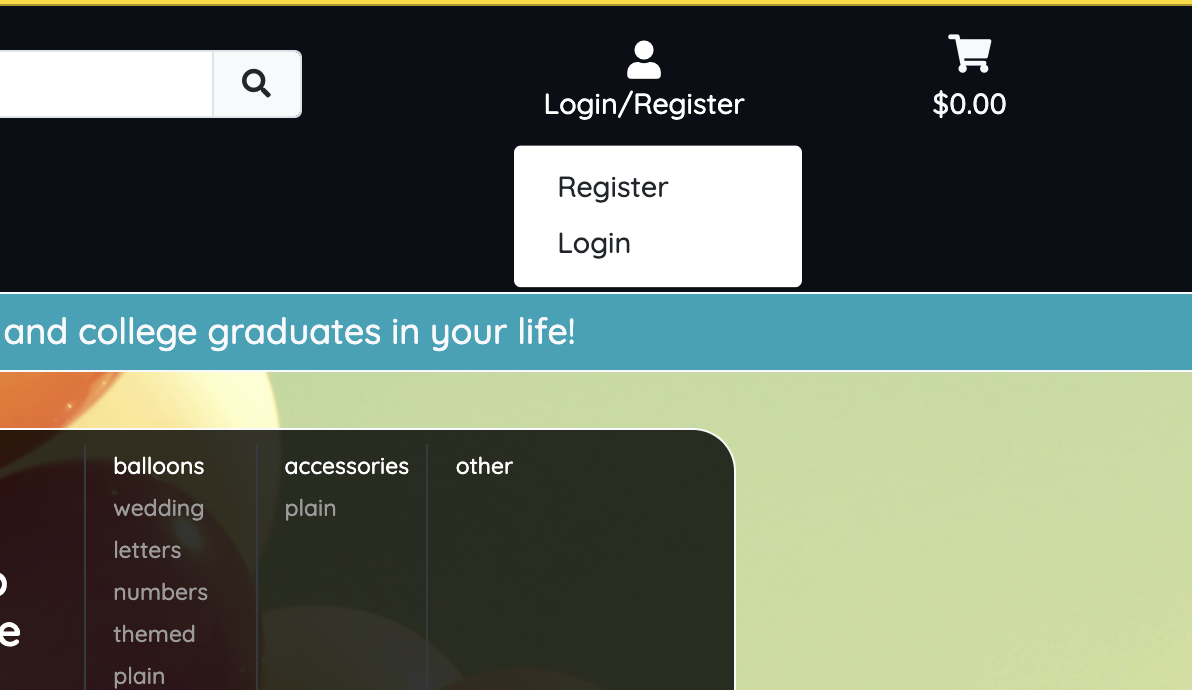 Login/Register
$0.00
Register
Login
and college graduates in your life!
balloons
accessories
other
wedding
plain
letters
numbers
themed
plain